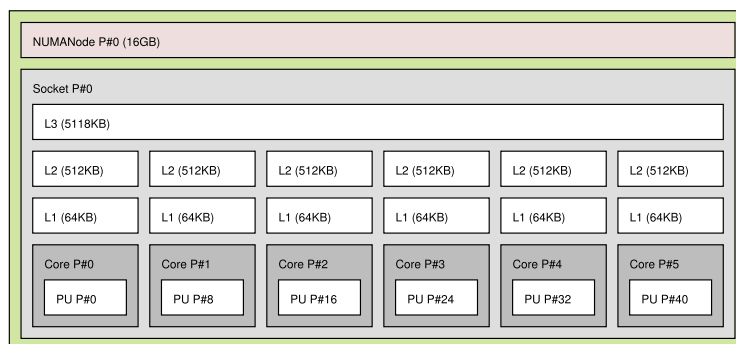 NUMANode P#0 (16GB)
Socket P#0
L3 (5118KB)
L2 (512KB) L2 (512KB) L2 (512KB) L2 (512KB) L2 (512KB) L2 (512KB)
L1 (64KB) L1 (64KB) L1 (64KB) L1 (64KB) L1 (64KB) L1 (64KB)
Core P#0 Core P#1 Core P#2 Core P#3 Core P#4 Core P#5
PU P#0 PU P#8 PU P#16 PU P#24 PU P#32 PU P#40